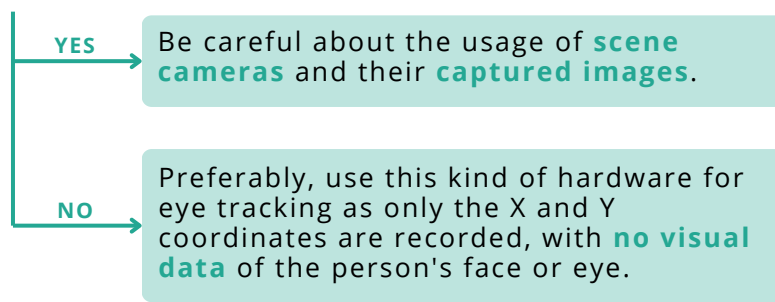 YES
Be careful about the usage of scene
cameras and their captured images.
NO
Preferably, use this kind of hardware for
eye tracking as only the X and Y
coordinates are recorded, with no visual
data of the person's face or eye.